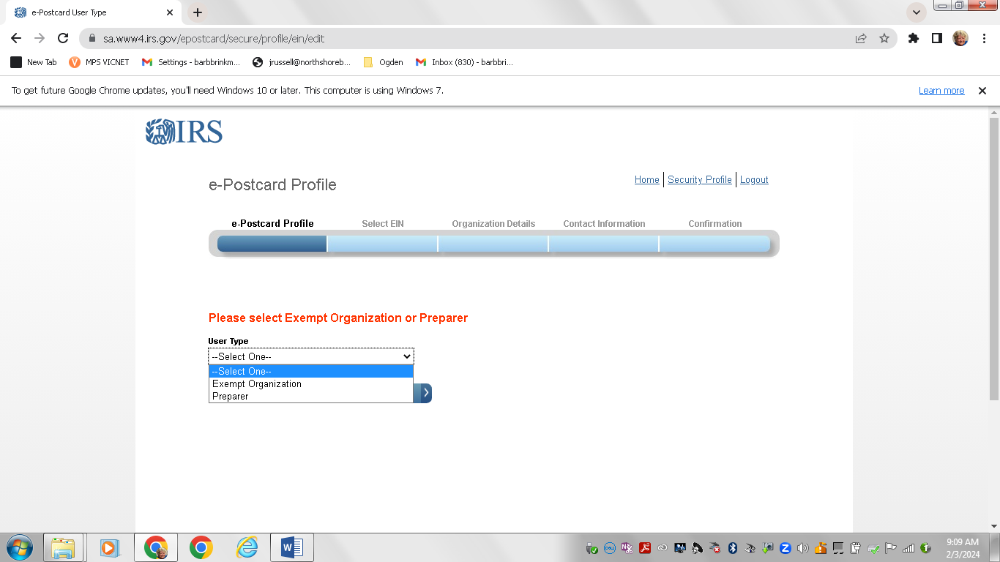 e-Postcard User Type
sa.www4.irs.gov/epostcard/secure/profile/ein/edit
New Tab
MPS VICNET
Settings - barbbrinkm...
jrussell@northshoreb...
Ogden
Inbox (830) - barbbri...
To get future Google Chrome updates, you'll need Windows 10 or later. This computer is using Windows 7.
Learn more
IRS
e-Postcard Profile
Home
Security Profile
Logout
e-Postcard Profile
Select EIN
Organization Details
Contact Information
Confirmation
Please select Exempt Organization or Preparer
User Type
--Select One--
--Select One--
Exempt Organization
Preparer
9:09 AM
2/3/2024